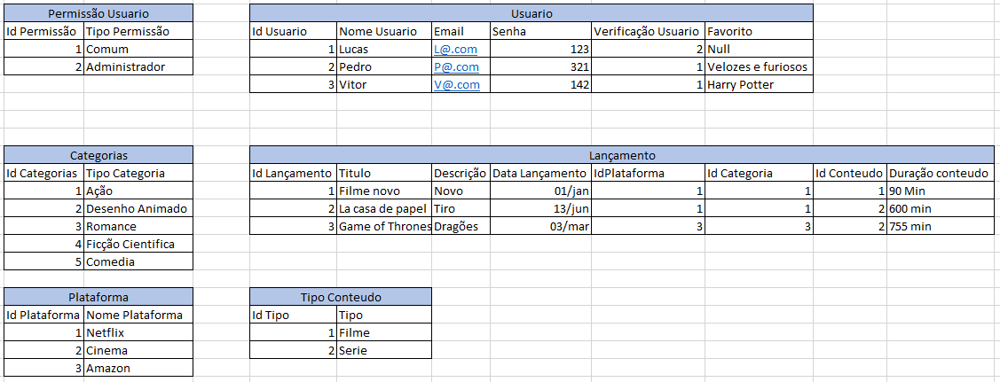 Permissão Usuario
Id Permissão Tipo Permissão
1 Comum
2 Administrador
Usuario
Id Usuario Nome Usuario Email Senha Verificação Usuario Favorito
1 Lucas L@.com 123 2 Null
2 Pedro P@.com 321 1 Velozes e furiosos
3 Vitor V@.com 142 1 Harry Potter
Categorias
Id Categorias Tipo Categoria
1 Ação
2 Desenho Animado
3 Romance
4 Ficção Cientifica
5 Comedia
Lançamento
Id Lançamento Titulo Descrição Data Lançamento IdPlataforma Id Categoria Id Conteudo Duração conteudo
1 Filme novo Novo 01/jan 1 1 1 90 Min
2 La casa de papel Tiro 13/jun 1 1 2 600 min
3 Game of Thrones Dragões 03/mar 3 3 2 755 min
Plataforma
Id Plataforma Nome Plataforma
1 Netflix
2 Cinema
3 Amazon
Tipo Conteudo
Id Tipo Tipo
1 Filme
2 Serie